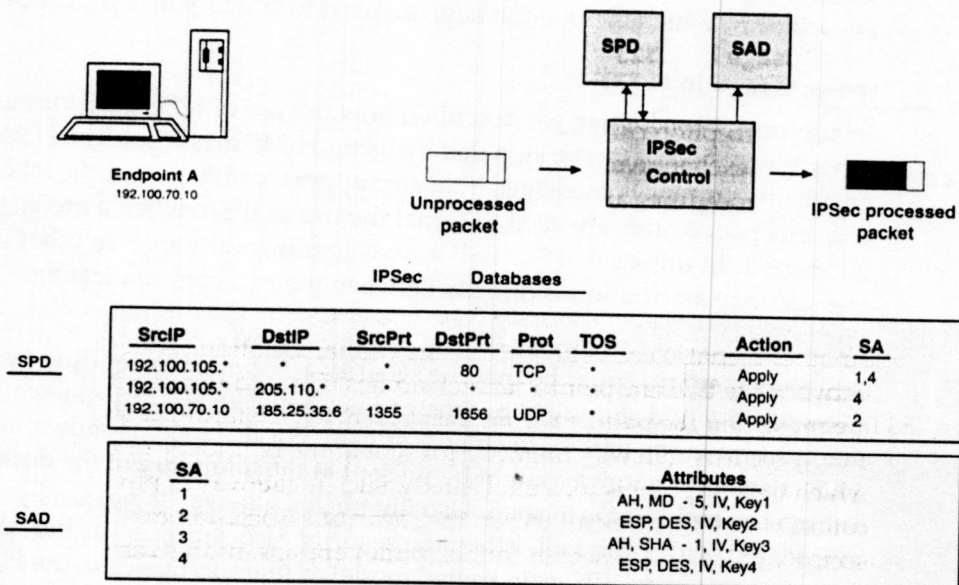 SPD SAD
IPSec
Control
Endpoint A
192.100.70.10
Unprocessed
packet
IPSec processed
packet
IPSec Databases
SPD
SrcIP DstIP SrcPrt DstPrt Prot TOS Action SA
192.100.105.* * * 80 TCP * Apply 1,4
192.100.105.* 205.110.* Apply 4
192.100.70.10 185.25.35.6 1355 1656 UDP * Apply 2
SAD
SA Attributes
1 AH, MD - 1, IV, Key1
2 ESP, DES, IV, Key2
3 AH, SHA - 1, IV, Key3
4 ESP, DES, IV, Key4